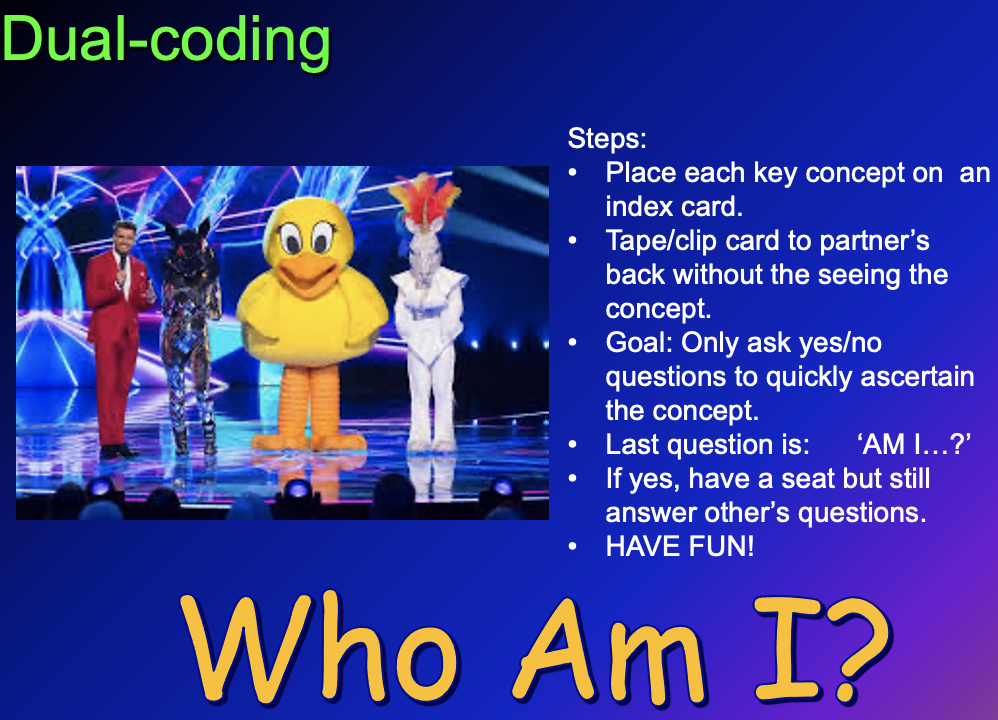 Dual-coding
Steps:
• Place each key concept on  an
index card.
• Tape/clip card to partner’s
back without the seeing the
concept.
• Goal: Only ask yes/no
questions to quickly ascertain
the concept.
• Last question is:      ‘AM I…?’
• If yes, have a seat but still
answer other’s questions.
• HAVE FUN!
Who Am I?